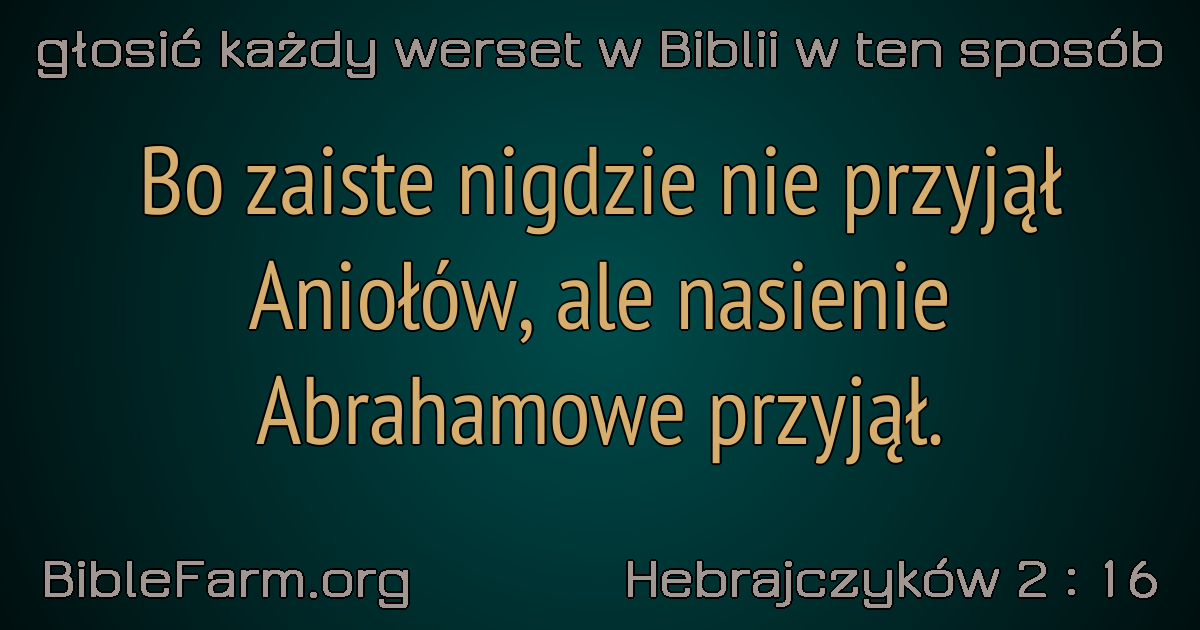 głosić każdy werset w Biblii w ten sposób
Bo zaiste nigdzie nie przyjął
Aniołów, ale nasienie
Abrahamowe przyjął.
BibleFarm.org
Hebrajczyków 2 : 16